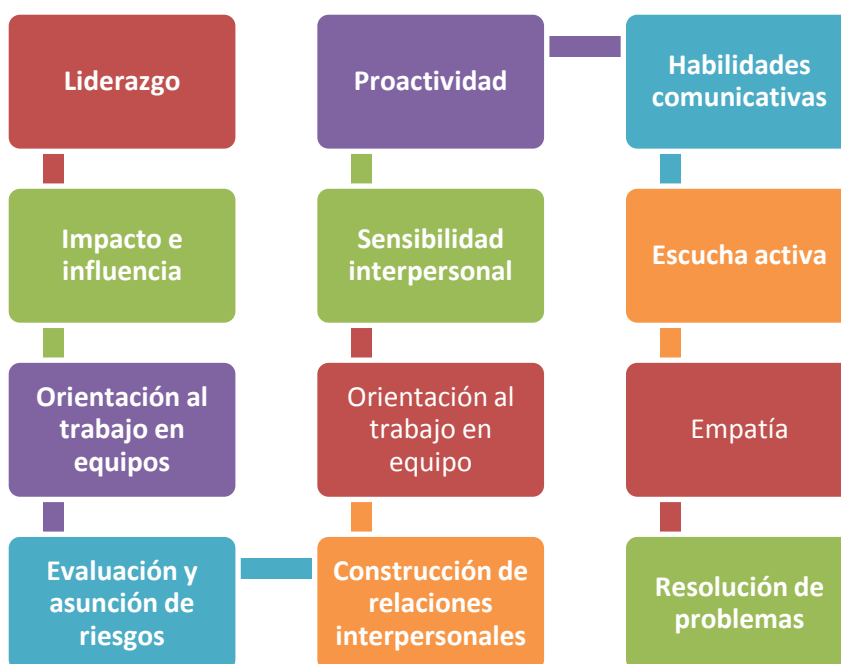 Liderazgo
Impacto e
influencia
Orientación al
trabajo en
equipos
Evaluación y
asunción de
riesgos
Construcción de
relaciones
interpersonales
Orientación al
trabajo en
equipo
Sensibilidad
interpersonal
Proactividad
Habilidades
comunicativas
Escucha activa
Empatía
Resolución de
problemas